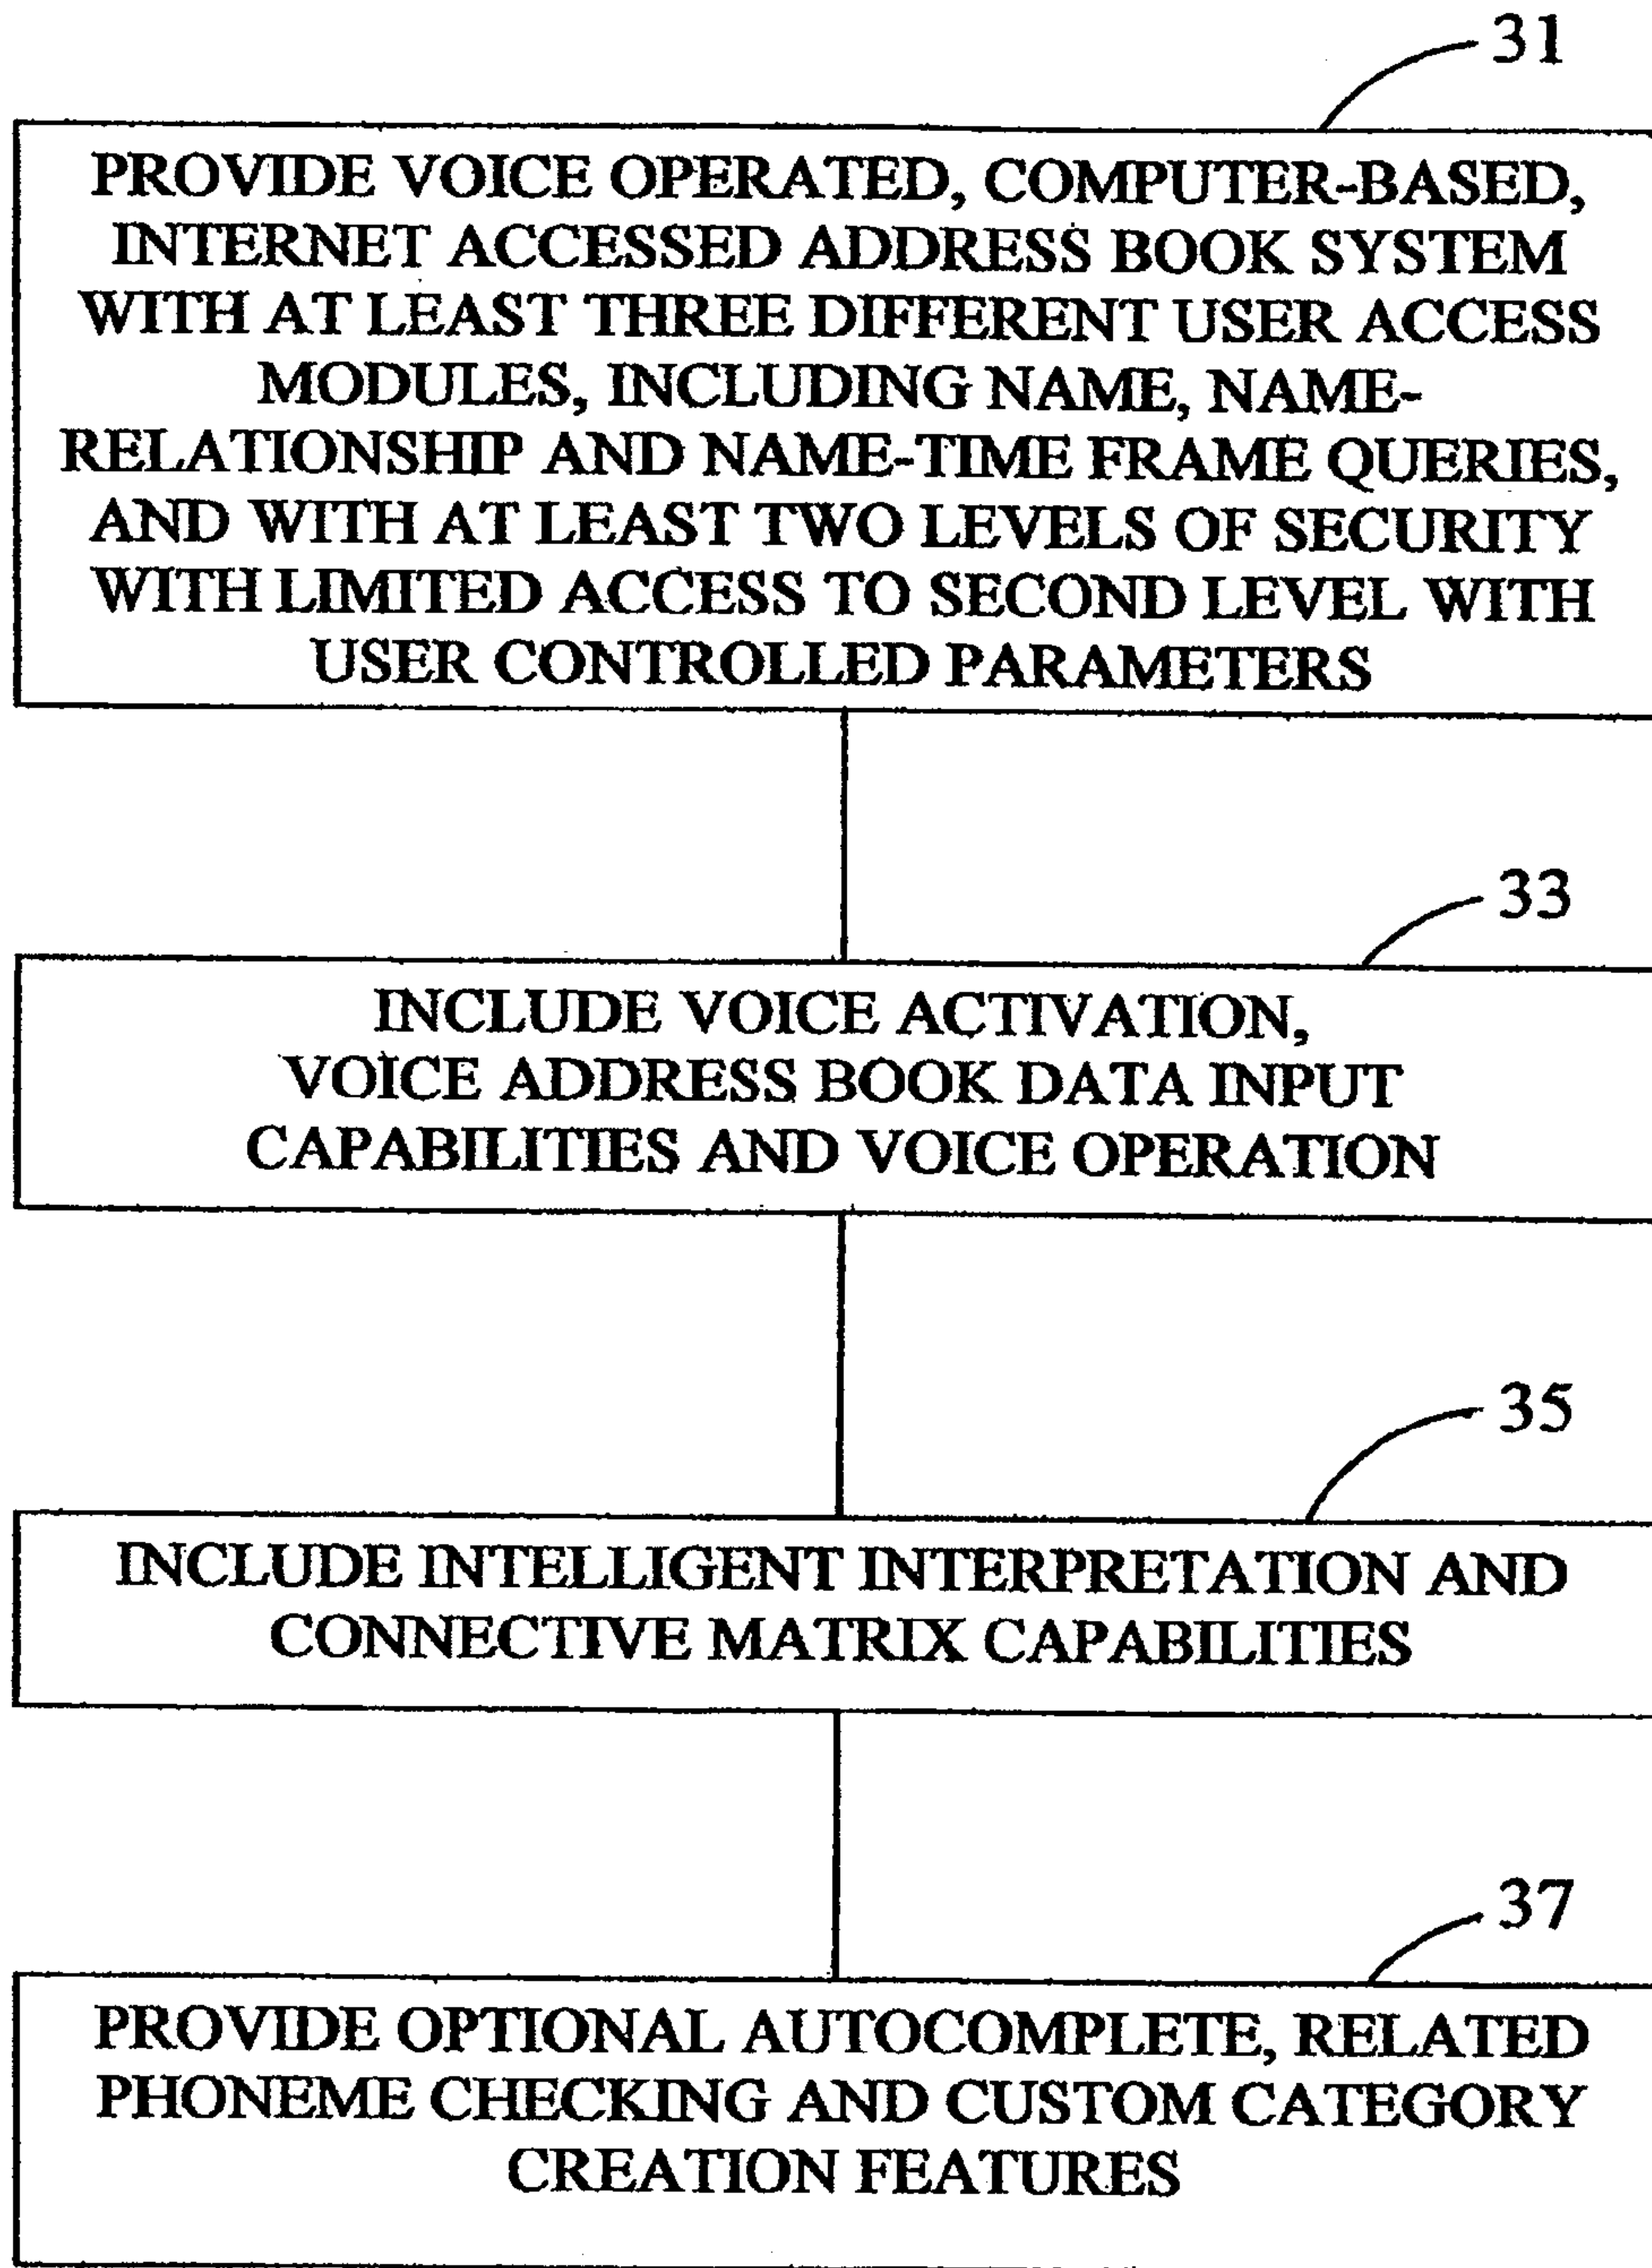 31
PROVIDE VOICE OPERATED, COMPUTER-BASED,
INTERNET ACCESSED ADDRESS BOOK SYSTEM
WITH AT LEAST THREE DIFFERENT USER ACCESS
MODULES, INCLUDING NAME, NAME-
RELATIONSHIP AND NAME-TIME FRAME QUERIES,
AND WITH AT LEAST TWO LEVELS OF SECURITY
WITH LIMITED ACCESS TO SECOND LEVEL WITH
USER CONTROLLED PARAMETERS
33
INCLUDE VOICE ACTIVATION,
VOICE ADDRESS BOOK DATA INPUT
CAPABILITIES AND VOICE OPERATION
35
INCLUDE INTELLIGENT INTERPRETATION AND
CONNECTIVE MATRIX CAPABILITIES
37
PROVIDE OPTIONAL AUTOCOMPLETE, RELATED
PHONEME CHECKING AND CUSTOM CATEGORY
CREATION FEATURES